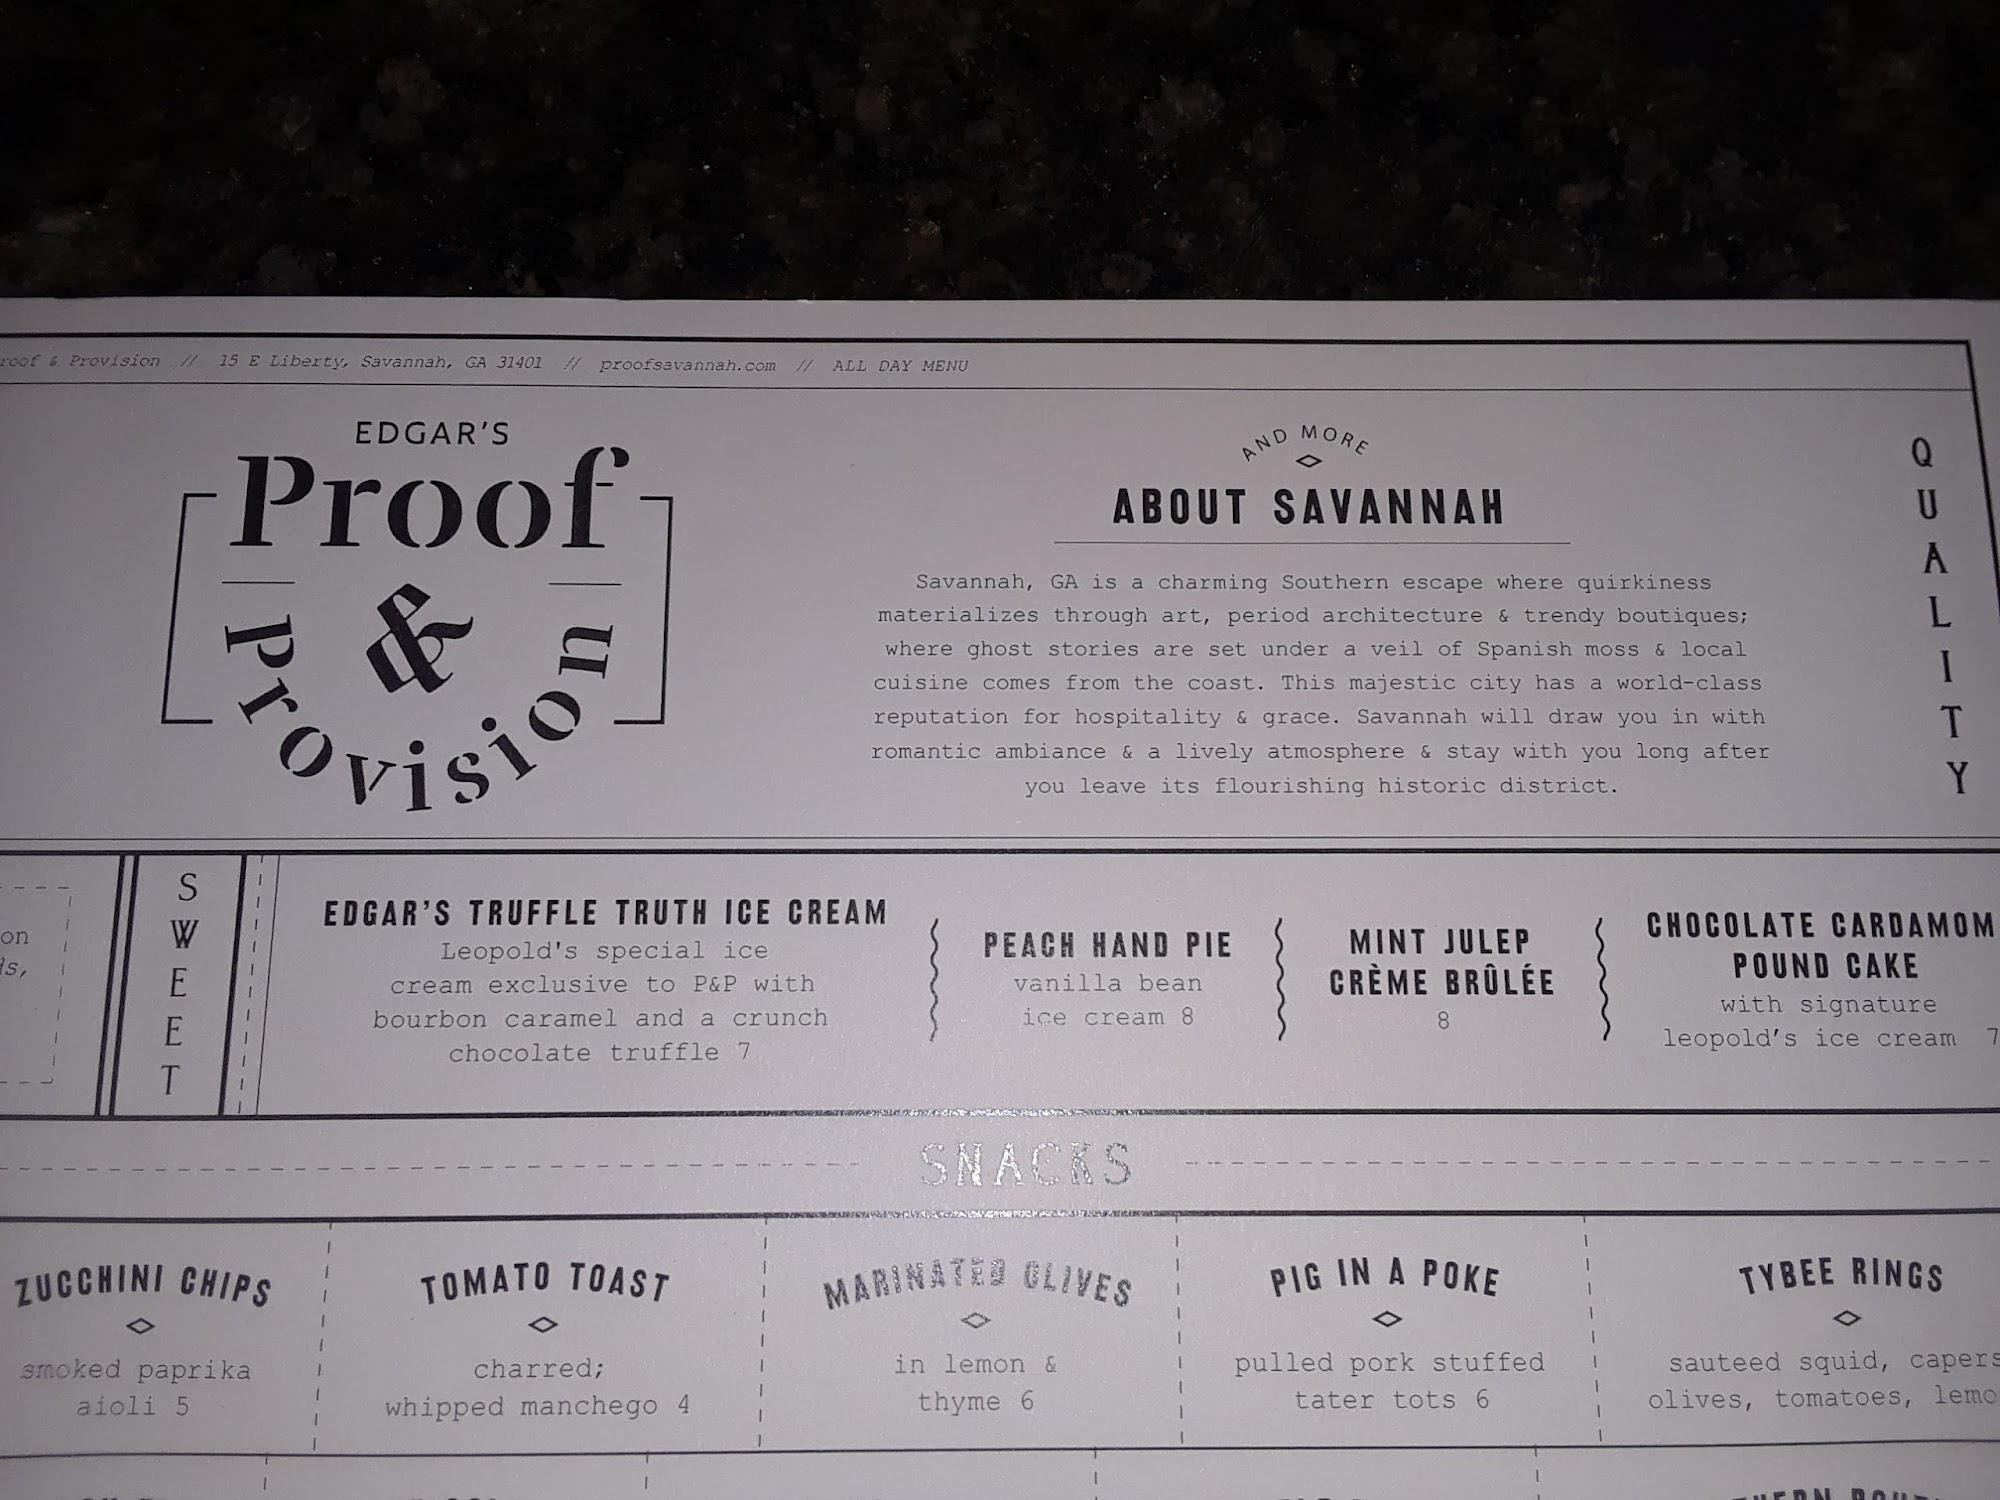 roof & Provision // 15 E Liberty, Savannah, GA 31401 // proofsavannah.com // ALL DAY MENU
EDGAR'S
Proof
&
Provision
AND MORE
ABOUT SAVANNAH
Savannah, GA is a charming Southern escape where quirkiness
materializes through art, period architecture & trendy boutiques;
where ghost stories are set under a veil of Spanish moss & local
cuisine comes from the coast. This majestic city has a world-class
reputation for hospitality & grace. Savannah will draw you in with
romantic ambiance & a lively atmosphere & stay with you long after
you leave its flourishing historic district.
QUALITY
on
ds,
SWEET
EDGAR'S TRUFFLE TRUTH ICE CREAM
Leopold's special ice
cream exclusive to P&P with
bourbon caramel and a crunch
chocolate truffle 7
PEACH HAND PIE
vanilla bean
ice cream 8
MINT JULEP
CRÈME BRÛLÉE
8
CHOCOLATE CARDAMOM
POUND CAKE
with signature
leopold's ice cream 7
SNACKS
ZUCCHINI CHIPS
smoked paprika
aioli 5
TOMATO TOAST
charred;
whipped manchego 4
MARINATED OLIVES
in lemon &
thyme 6
PIG IN A POKE
pulled pork stuffed
tater tots 6
TYBEE RINGS
sauteed squid, capers
olives, tomatoes, lemo